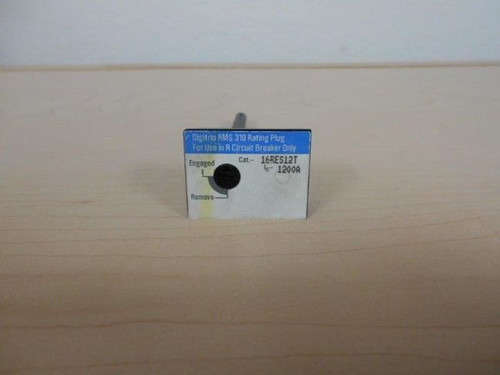 Digitrip RMS 310 Rating Plug
For Use in R Circuit Breaker Only
Cat.- 16RES12T
Engaged
1200A
Remove